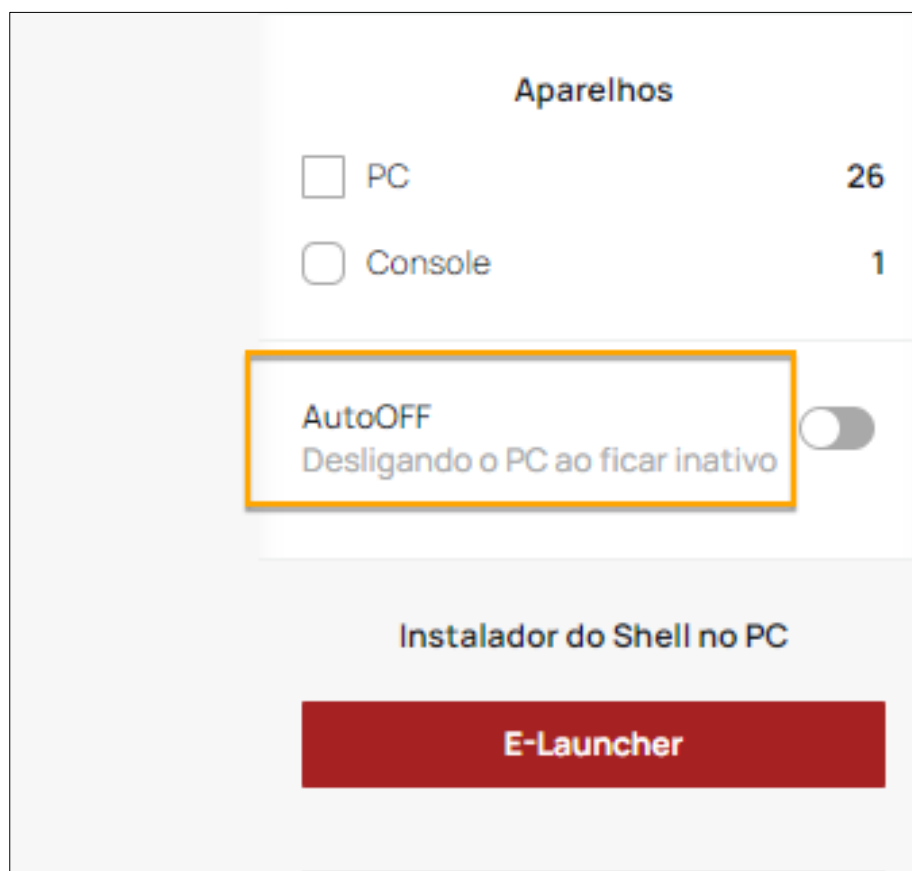 Aparelhos
PC 26
Console 1
AutoOFF
Desligando o PC ao ficar inativo
Instalador do Shell no PC
E-Launcher